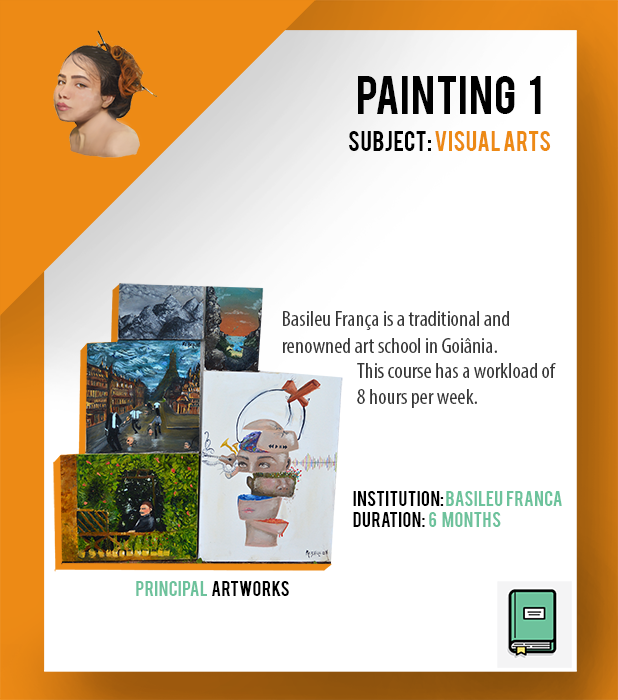 PAINTING 1
SUBJECT: VISUAL ARTS
Basileu França is a traditional and
renowned art school in Goiânia.
This course has a workload of
8 hours per week.
INSTITUTION: BASILEU FRANCA
DURATION: 6 MONTHS
PRINCIPAL ARTWORKS